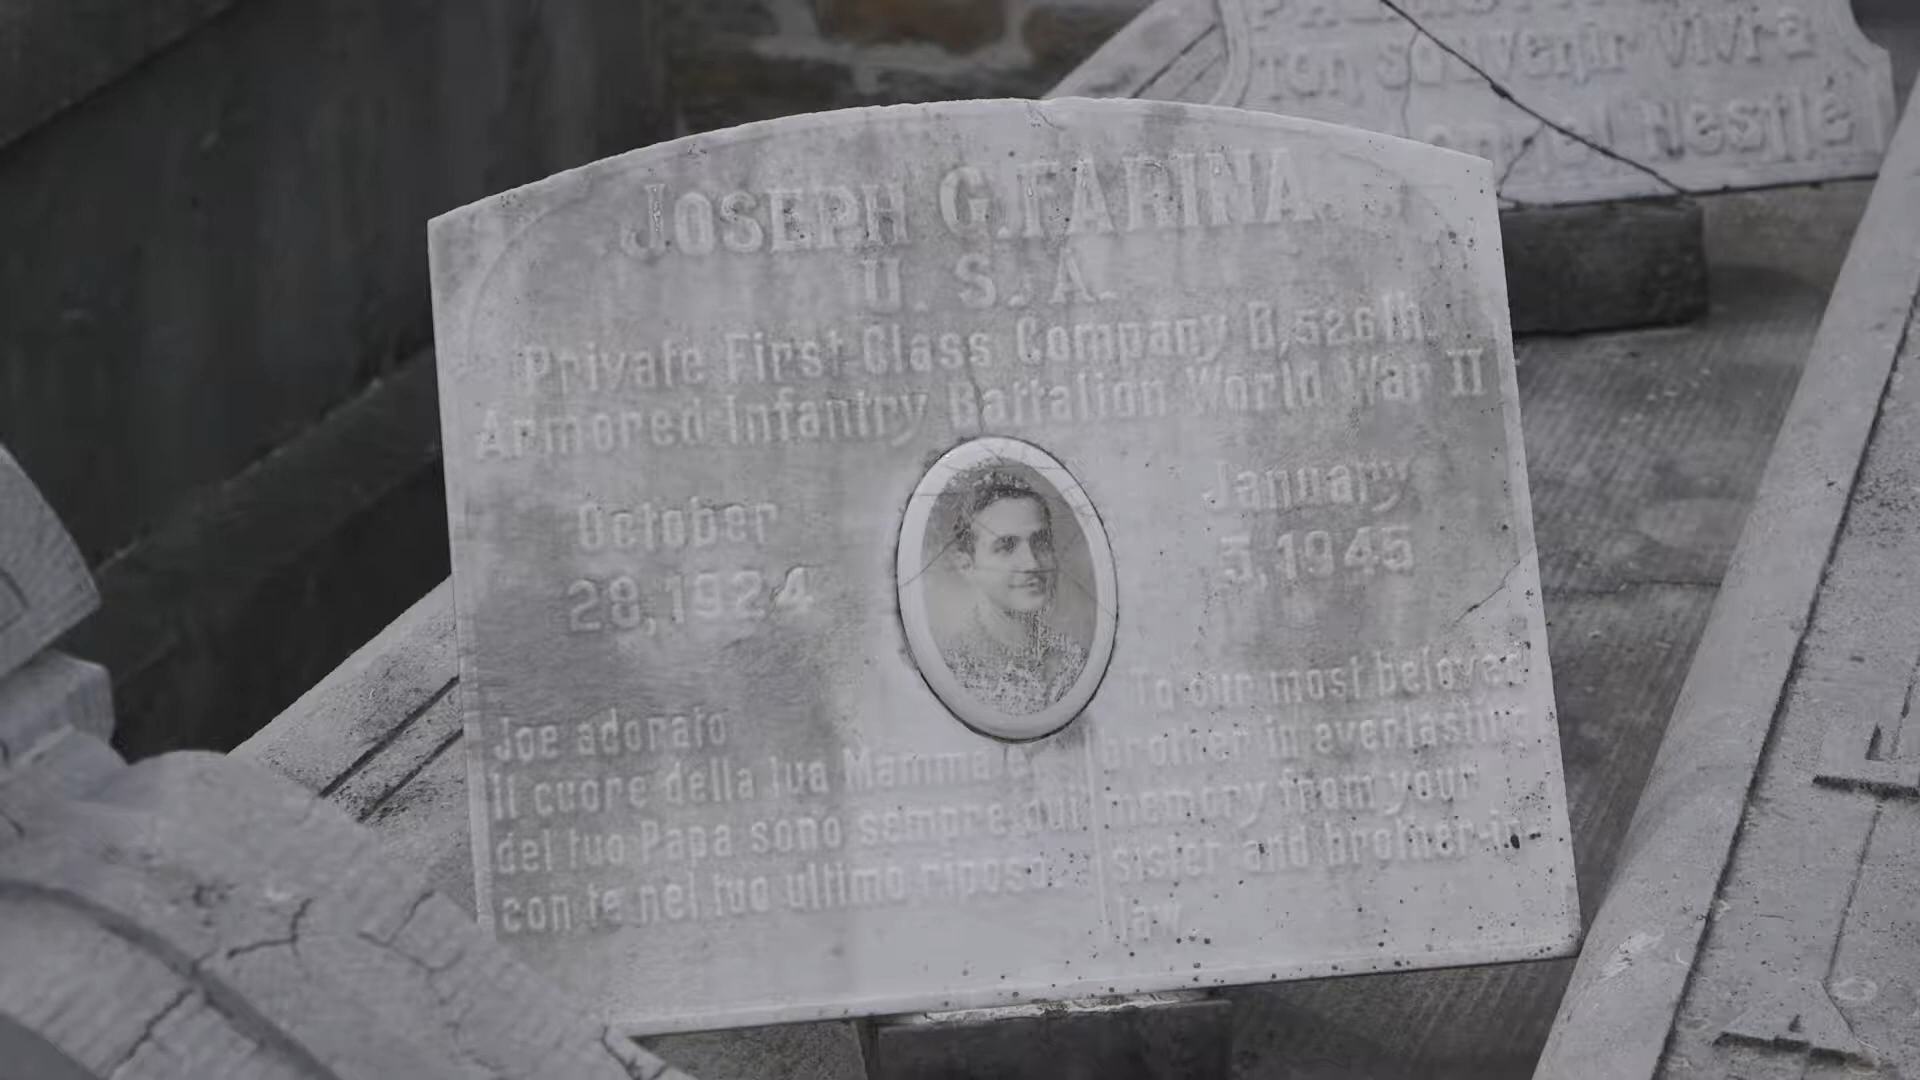 ton souvenir vivra
Nestlé
JOSEPH G. FARINA
U. S. A.
Private First Class Company B, 526th
Armored Infantry Battalion World War II
October
28, 1924
January
3, 1945
Joe adorato
Il cuore della tua Mamma e
del tuo Papa sono sempre qui
con te nel tuo ultimo riposo.
To our most beloved
brother in everlasting
memory from your
sister and brother-in
law